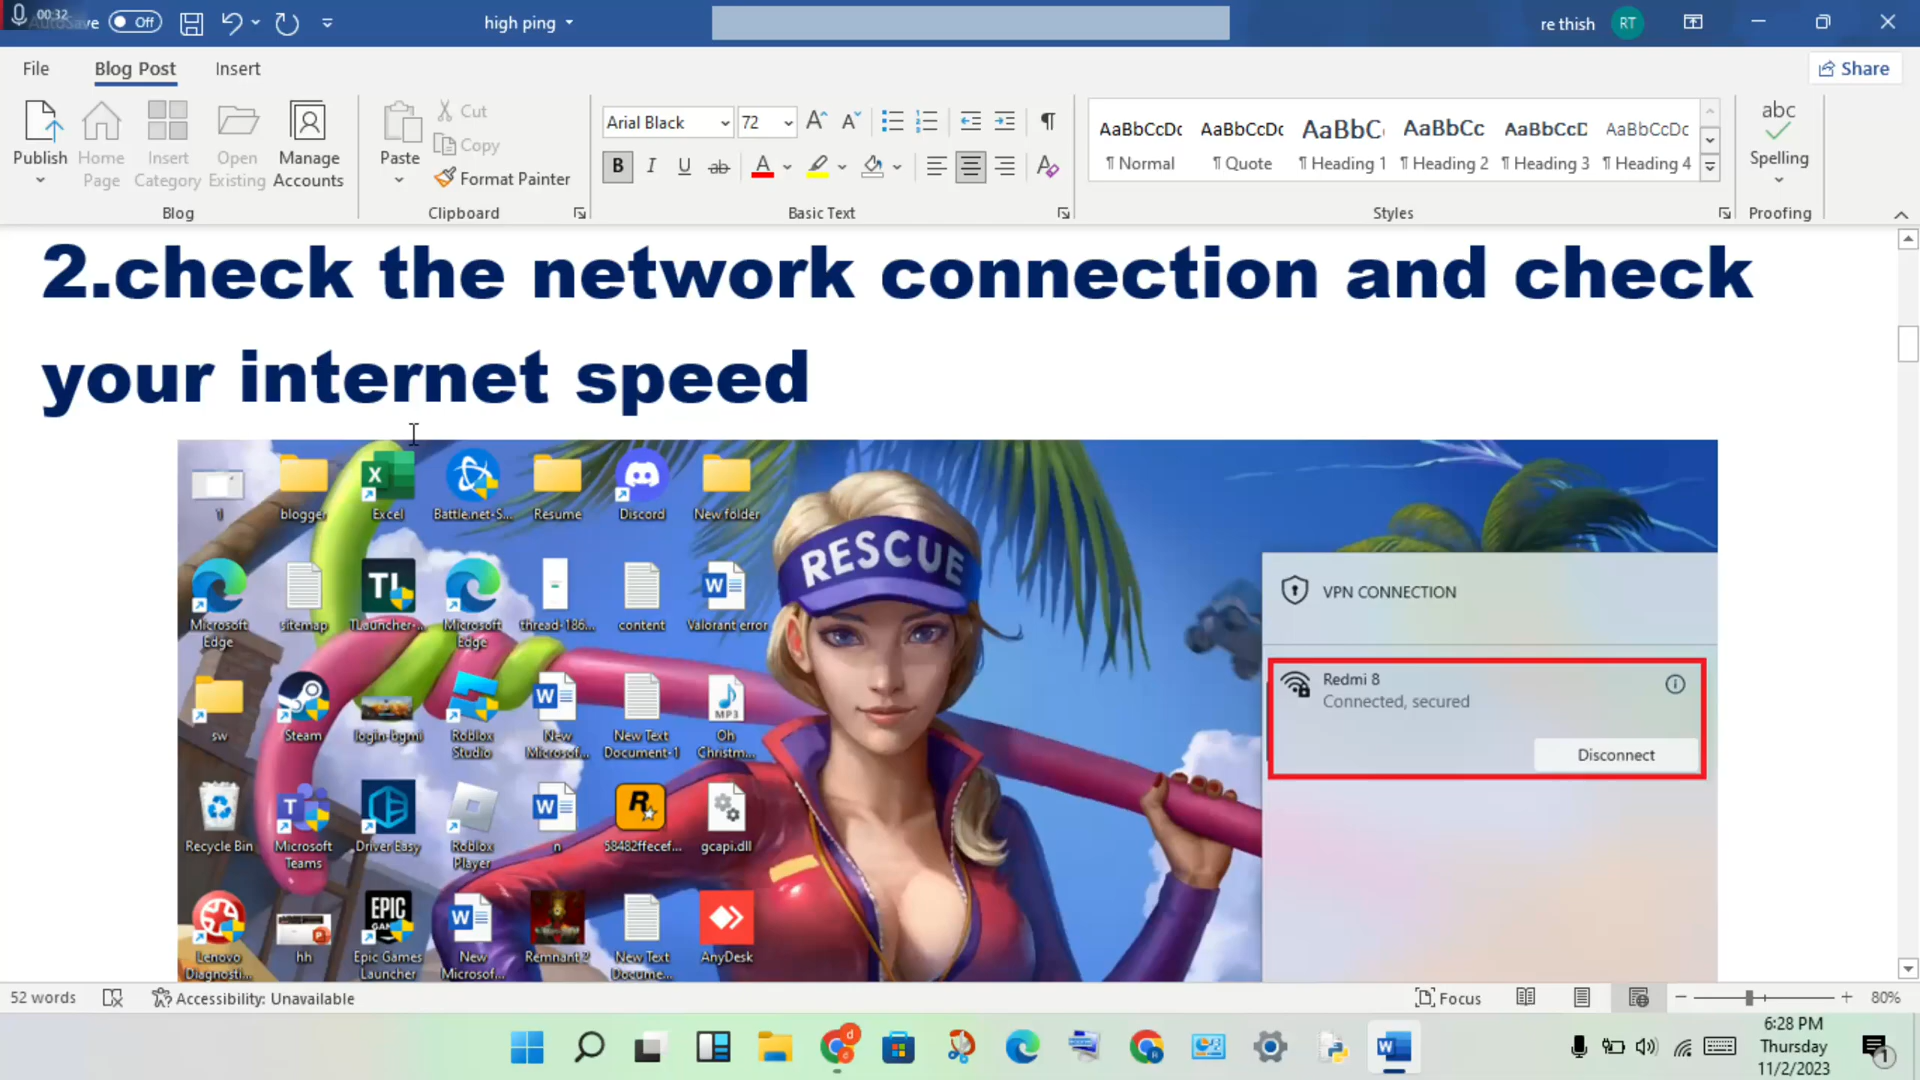 00:32
Off
high ping
re thish
RT
File
Blog Post
Insert
Share
Publish
Home Page
Insert Category
Open Existing
Manage Accounts
Paste
Cut
Copy
Format Painter
Arial Black
72
AaBbCcDc
¶ Normal
AaBbCcDc
¶ Quote
AaBbC
¶ Heading 1
AaBbCc
¶ Heading 2
AaBbCcD
¶ Heading 3
AaBbCcDc
¶ Heading 4
abc
Spelling
Blog
Clipboard
Basic Text
Styles
Proofing
2.check the network connection and check
your internet speed
blogger
Excel
Battle.net-S...
Resume
Discord
New folder
RESCUE
VPN CONNECTION
Microsoft Edge
sitemap
TLauncher-...
Microsoft Edge
thread-186...
content
Valorant error
Redmi 8
Connected, secured
Disconnect
sw
Steam
login-bgmi
Roblox Studio
New Microsof...
New Text Document-1
MP3
Oh Christm...
Recycle Bin
Microsoft Teams
Driver Easy
Roblox Player
n
58482ffecef...
gcapi.dll
EPIC
Lenovo Diagnosti...
hh
Epic Games Launcher
New Microsof...
Remnant 2
New Text Docume...
AnyDesk
52 words
Accessibility: Unavailable
Focus
80%
6:28 PM
Thursday
11/2/2023
1